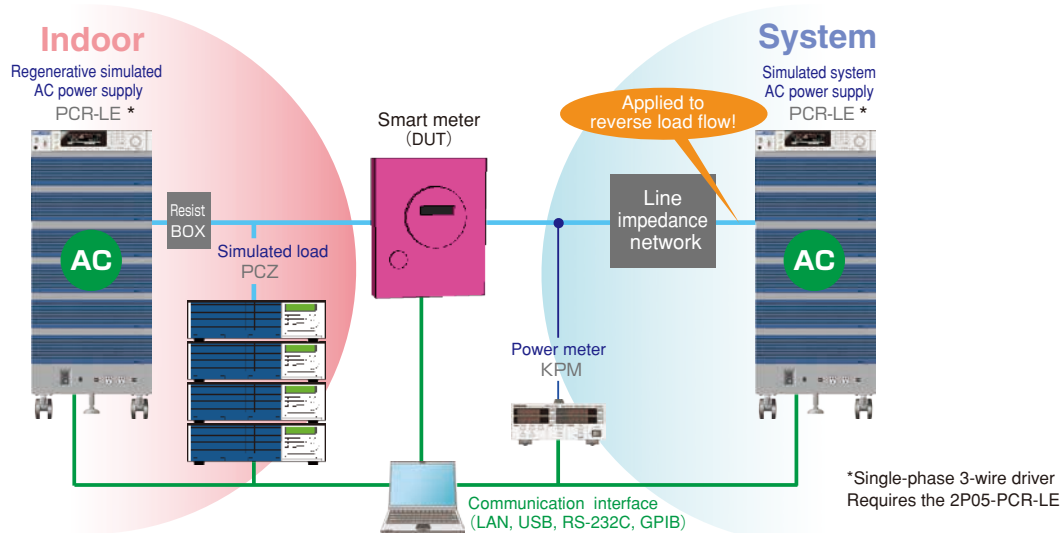 Indoor
Regenerative simulated
AC power supply
PCR-LE *
AC
Resist
BOX
Simulated load
PCZ
Smart meter
(DUT)
System
Simulated system
AC power supply
PCR-LE *
Applied to
reverse load flow!
Line
impedance
network
AC
Power meter
KPM
Communication interface
(LAN, USB, RS-232C, GPIB)
*Single-phase 3-wire driver
Requires the 2P05-PCR-LE